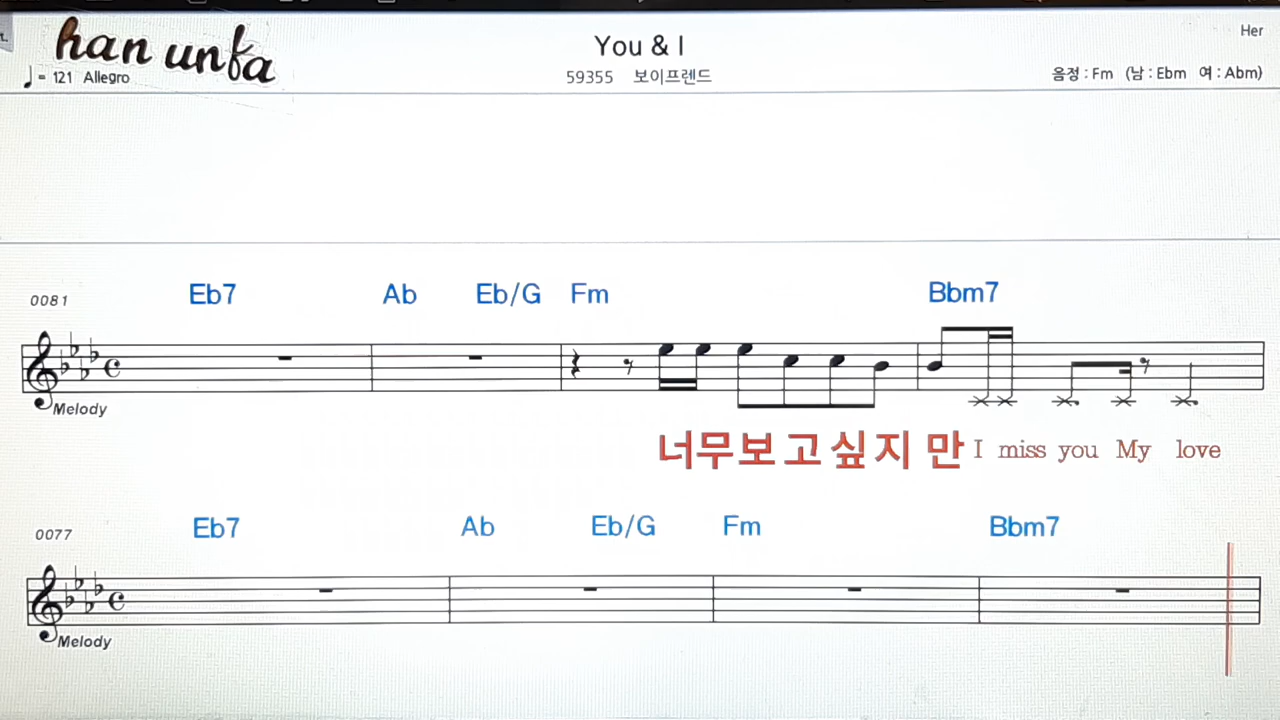 han unfa
You & I
Her
♩ = 121 Allegro
59355 보이프렌드
음정 : Fm (남 : Ebm 여 : Abm)
0081 Eb7 Ab Eb/G Fm Bbm7
Melody
너무보고싶지 만 I miss you My love
0077 Eb7 Ab Eb/G Fm Bbm7
Melody